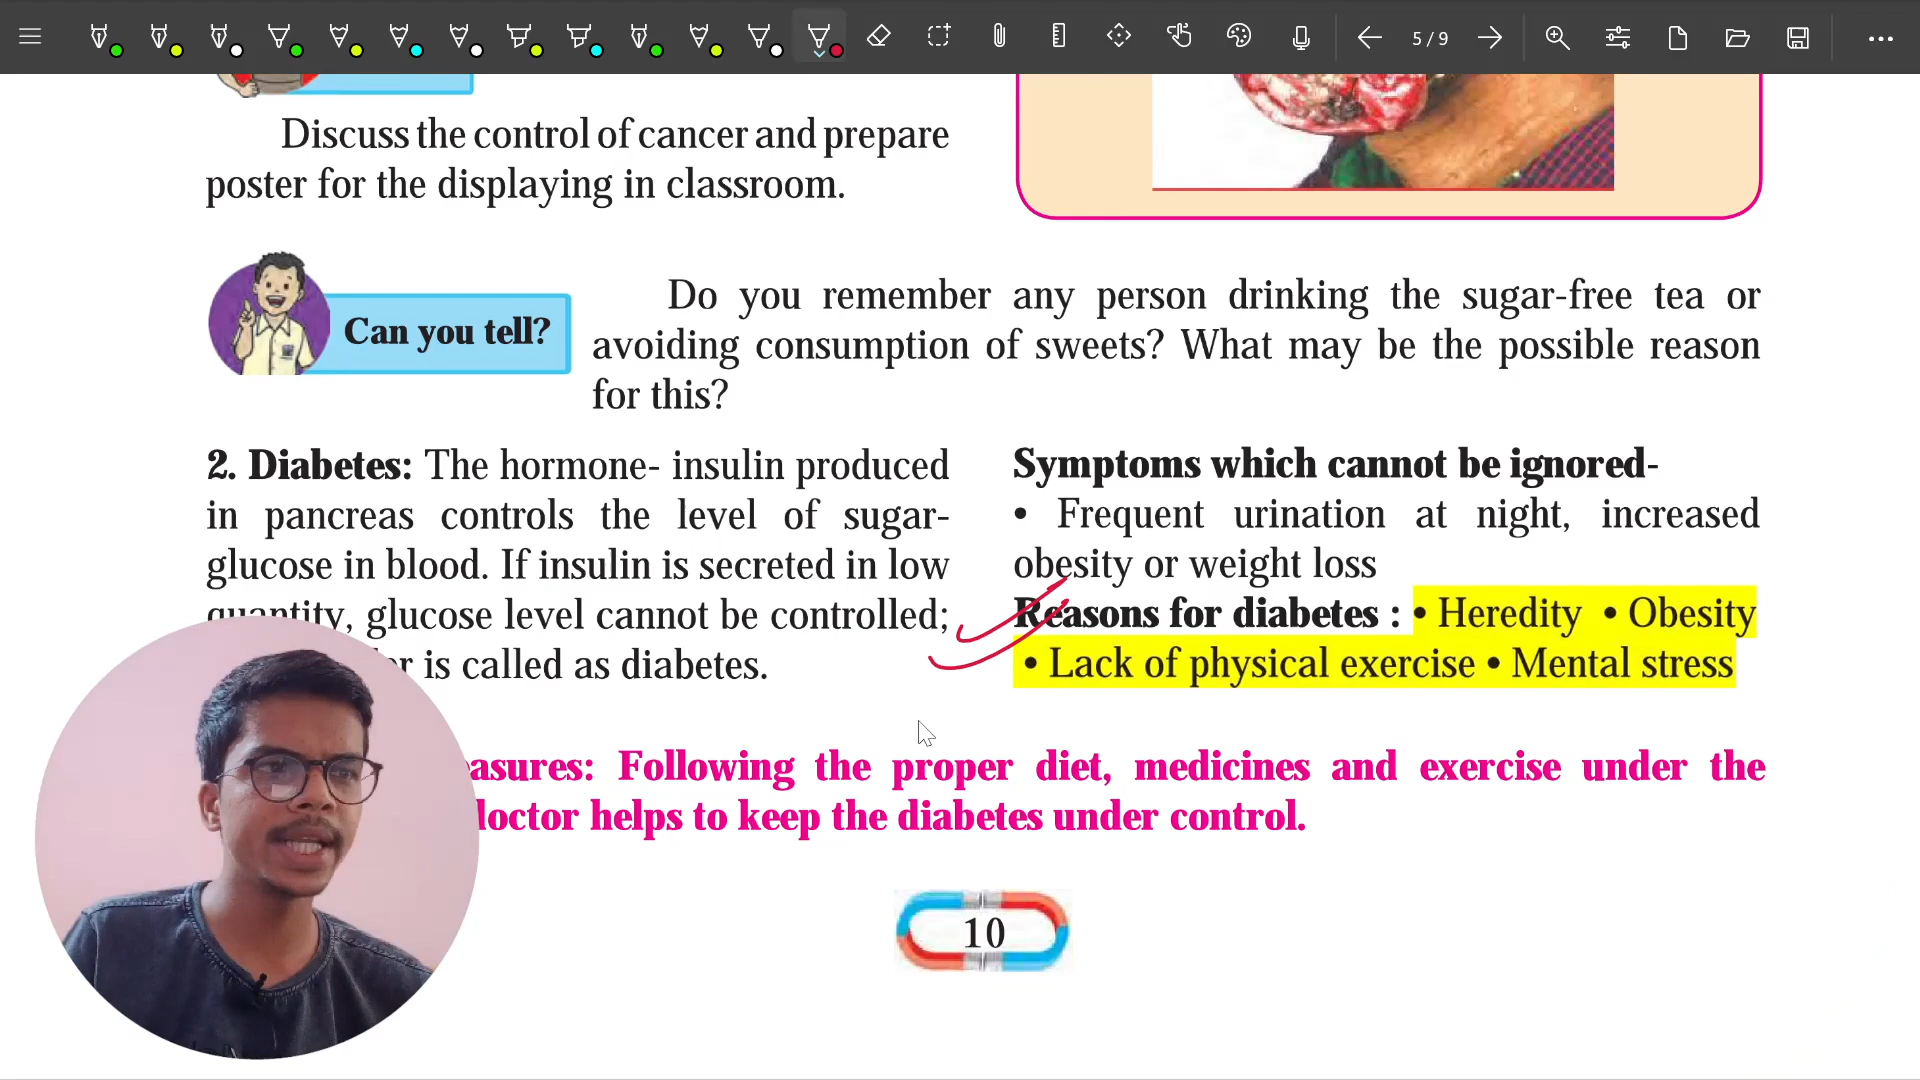 5 / 9
Discuss the control of cancer and prepare
poster for the displaying in classroom.
Can you tell?
Do you remember any person drinking the sugar-free tea or
avoiding consumption of sweets? What may be the possible reason
for this?
2. Diabetes: The hormone- insulin produced
in pancreas controls the level of sugar-
glucose in blood. If insulin is secreted in low
quantity, glucose level cannot be controlled;
is called as diabetes.
Symptoms which cannot be ignored-
• Frequent urination at night, increased
obesity or weight loss
Reasons for diabetes : • Heredity • Obesity
• Lack of physical exercise • Mental stress
Following the proper diet, medicines and exercise under the
doctor helps to keep the diabetes under control.
10